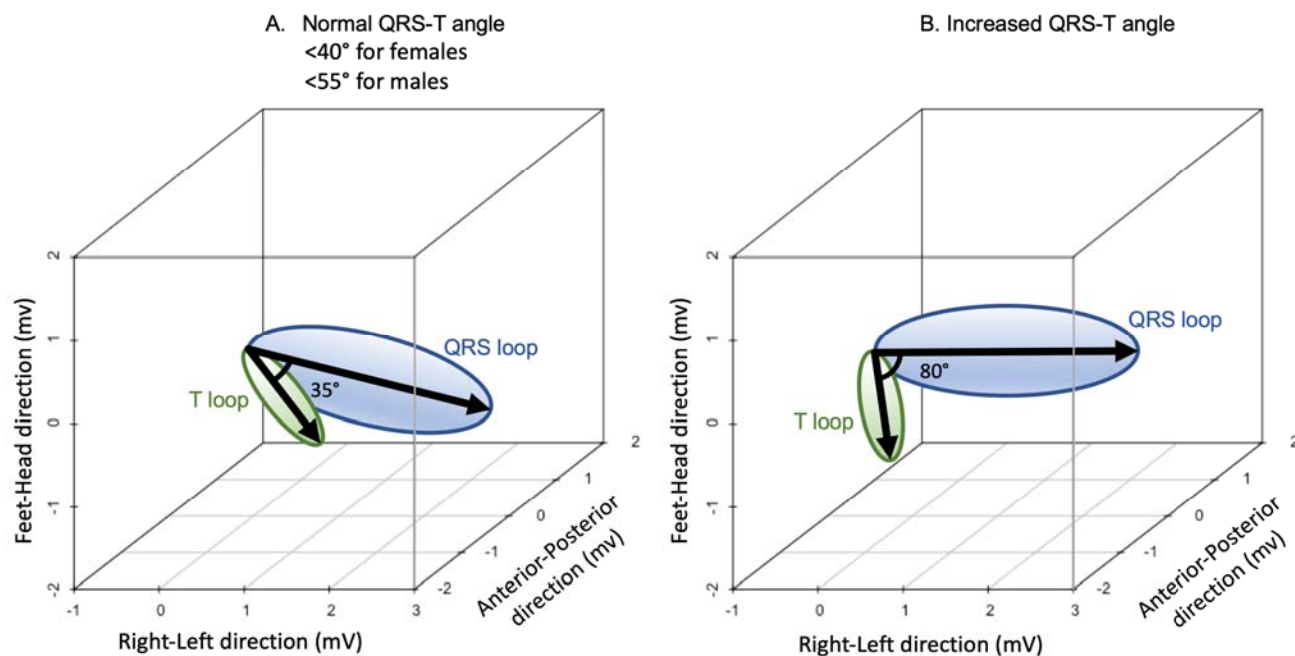 A. Normal QRS-T angle
<40° for females
<55° for males
2
1
0
-1
-2
Feet-Head direction (mv)
QRS loop
35°
T loop
2
1
0
-1
-2
Anterior-Posterior
direction (mv)
-1
0
1
2
3
Right-Left direction (mV)
B. Increased QRS-T angle
2
1
0
-1
-2
Feet-Head direction (mv)
QRS loop
80°
T loop
2
1
0
-1
-2
Anterior-Posterior
direction (mv)
-1
0
1
2
3
Right-Left direction (mV)